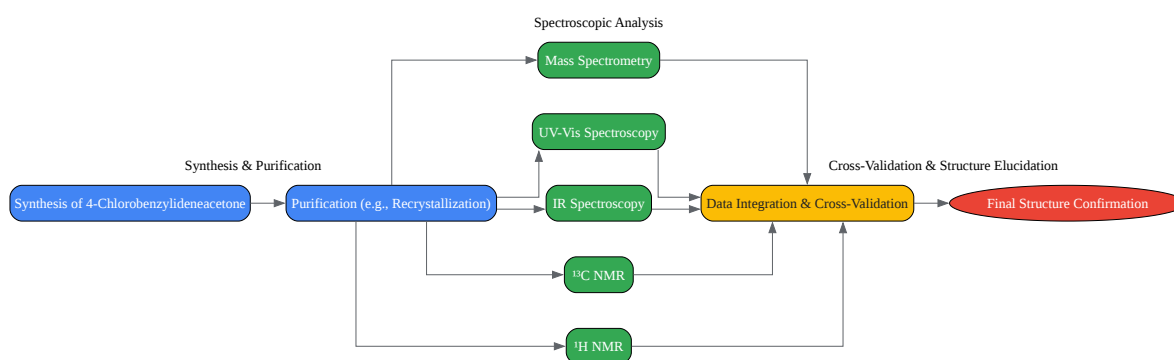 Spectroscopic Analysis
Mass Spectrometry
UV-Vis Spectroscopy
Synthesis & Purification
Cross-Validation & Structure Elucidation
Synthesis of 4-Chlorobenzylideneacetone
Purification (e.g., Recrystallization)
IR Spectroscopy
Data Integration & Cross-Validation
Final Structure Confirmation
¹³C NMR
¹H NMR